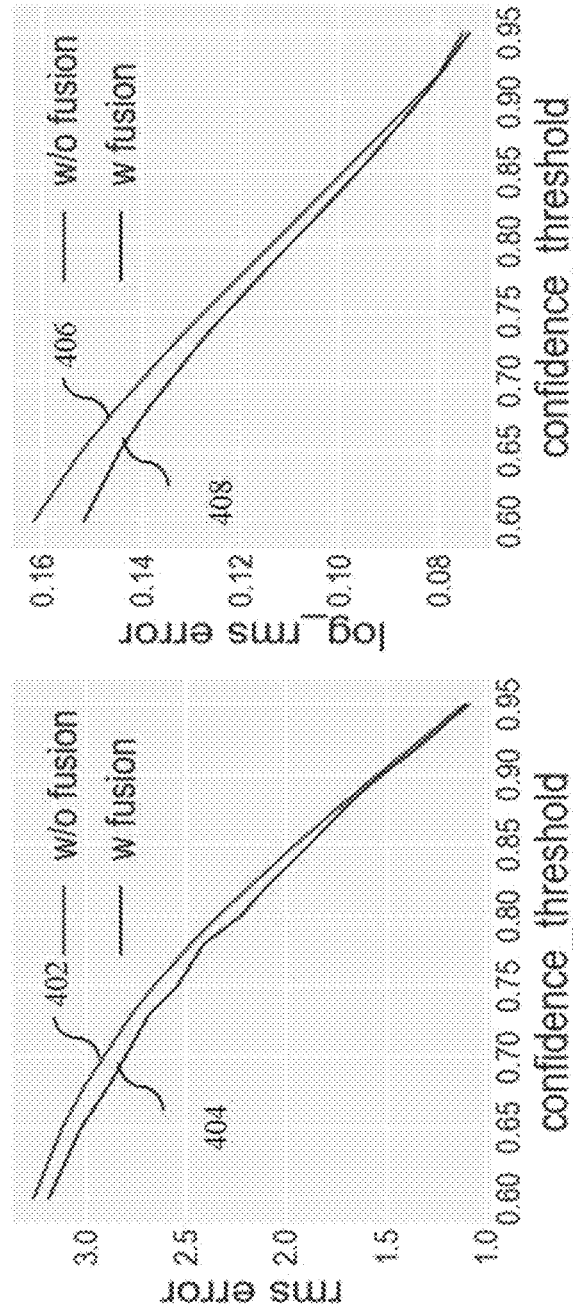 3.0
2.5
2.0
1.5
1.0
rms error
0.60 0.65 0.70 0.75 0.80 0.85 0.90 0.95
confidence threshold
402
w/o fusion
w fusion
404
0.16
0.14
0.12
0.10
0.08
log_rms error
0.60 0.65 0.70 0.75 0.80 0.85 0.90 0.95
confidence threshold
406
w/o fusion
w fusion
408